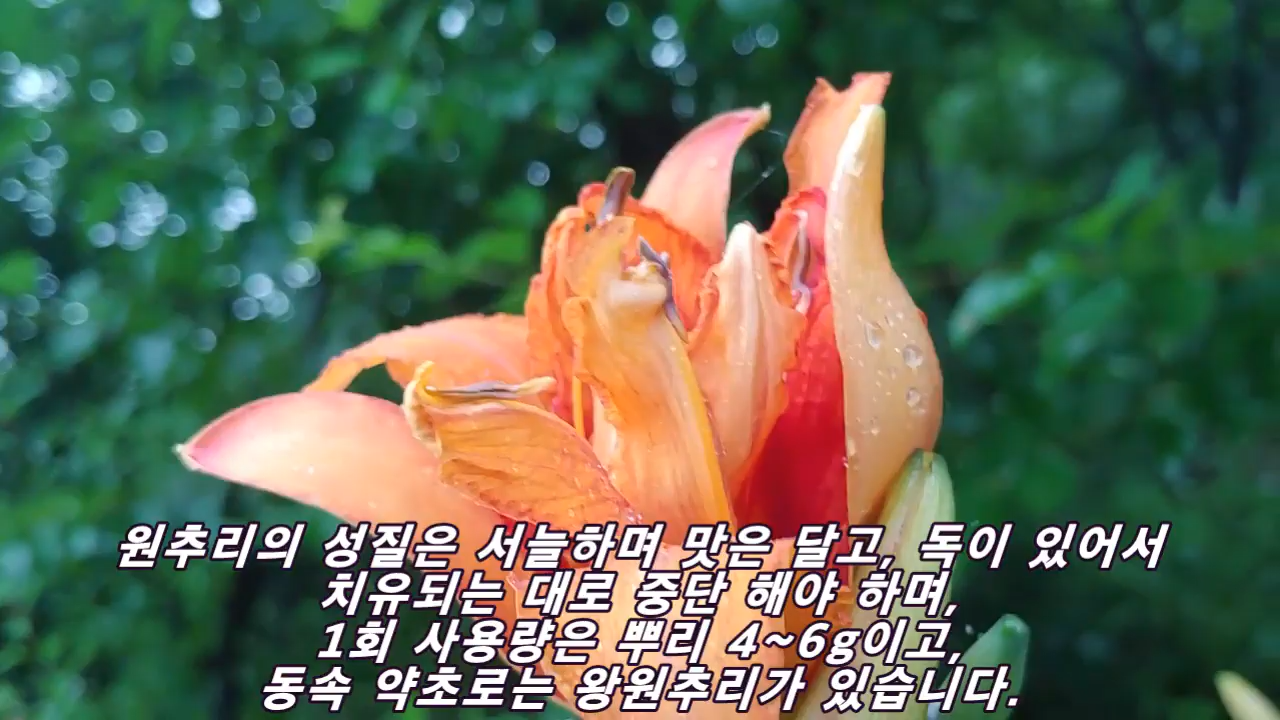 원추리의 성질은 서늘하며 맛은 달고, 독이 있어서
치유되는 대로 중단 해야 하며,
1회 사용량은 뿌리 4~6g이고,
동속 약초로는 왕원추리가 있습니다.